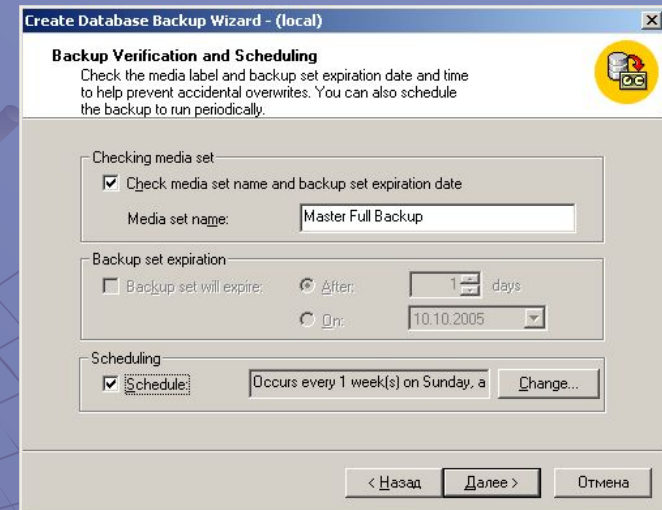 Create Database Backup Wizard - (local)
Backup Verification and Scheduling
Check the media label and backup set expiration date and time
to help prevent accidental overwrites. You can also schedule
the backup to run periodically.
Checking media set
Check media set name and backup set expiration date
Media set name: Master Full Backup
Backup set expiration
Backup set will expire: After: 1 days
On: 10.10.2005
Scheduling
Schedule: Occurs every 1 week(s) on Sunday, a Change...
< Назад Далее > Отмена